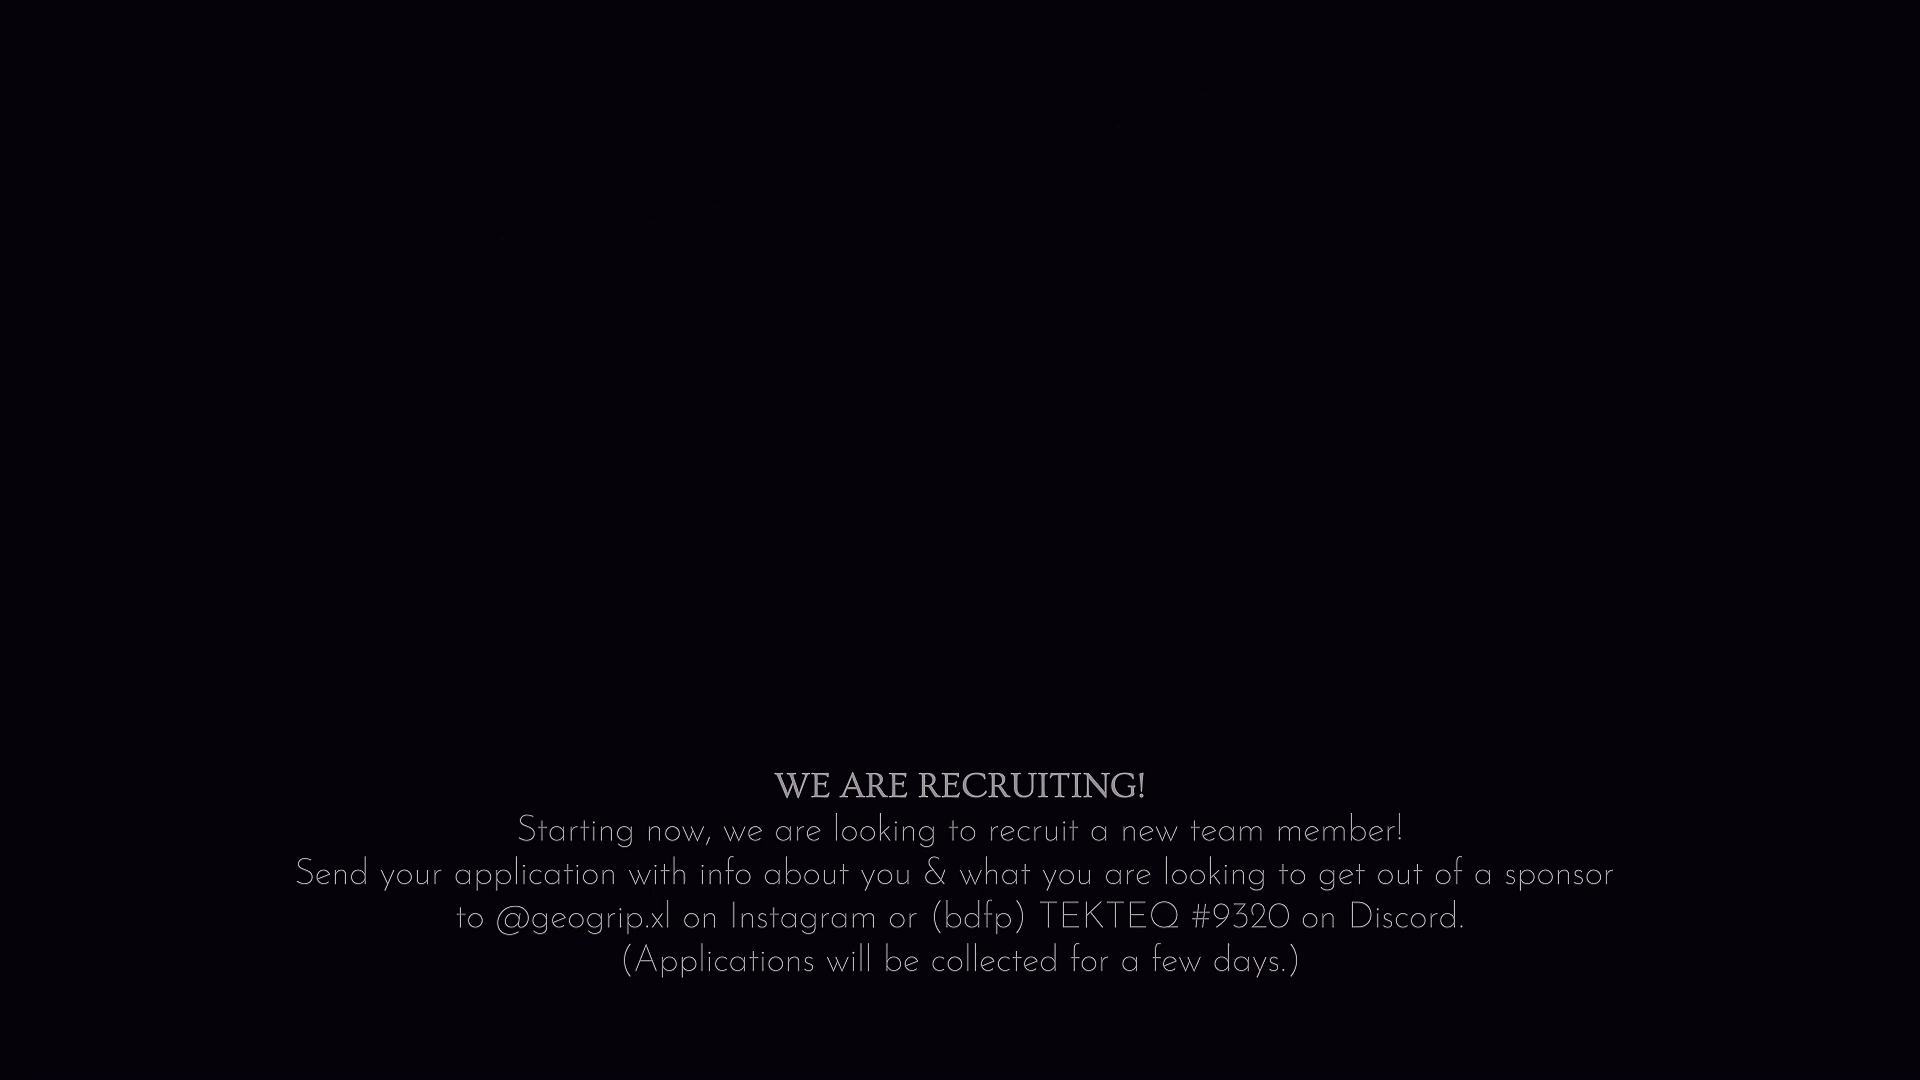 WE ARE RECRUITING!
Starting now, we are looking to recruit a new team member!
Send your application with info about you & what you are looking to get out of a sponsor
to @geogrip.xl on Instagram or (bdfp) TEKTEQ #9320 on Discord.
(Applications will be collected for a few days.)